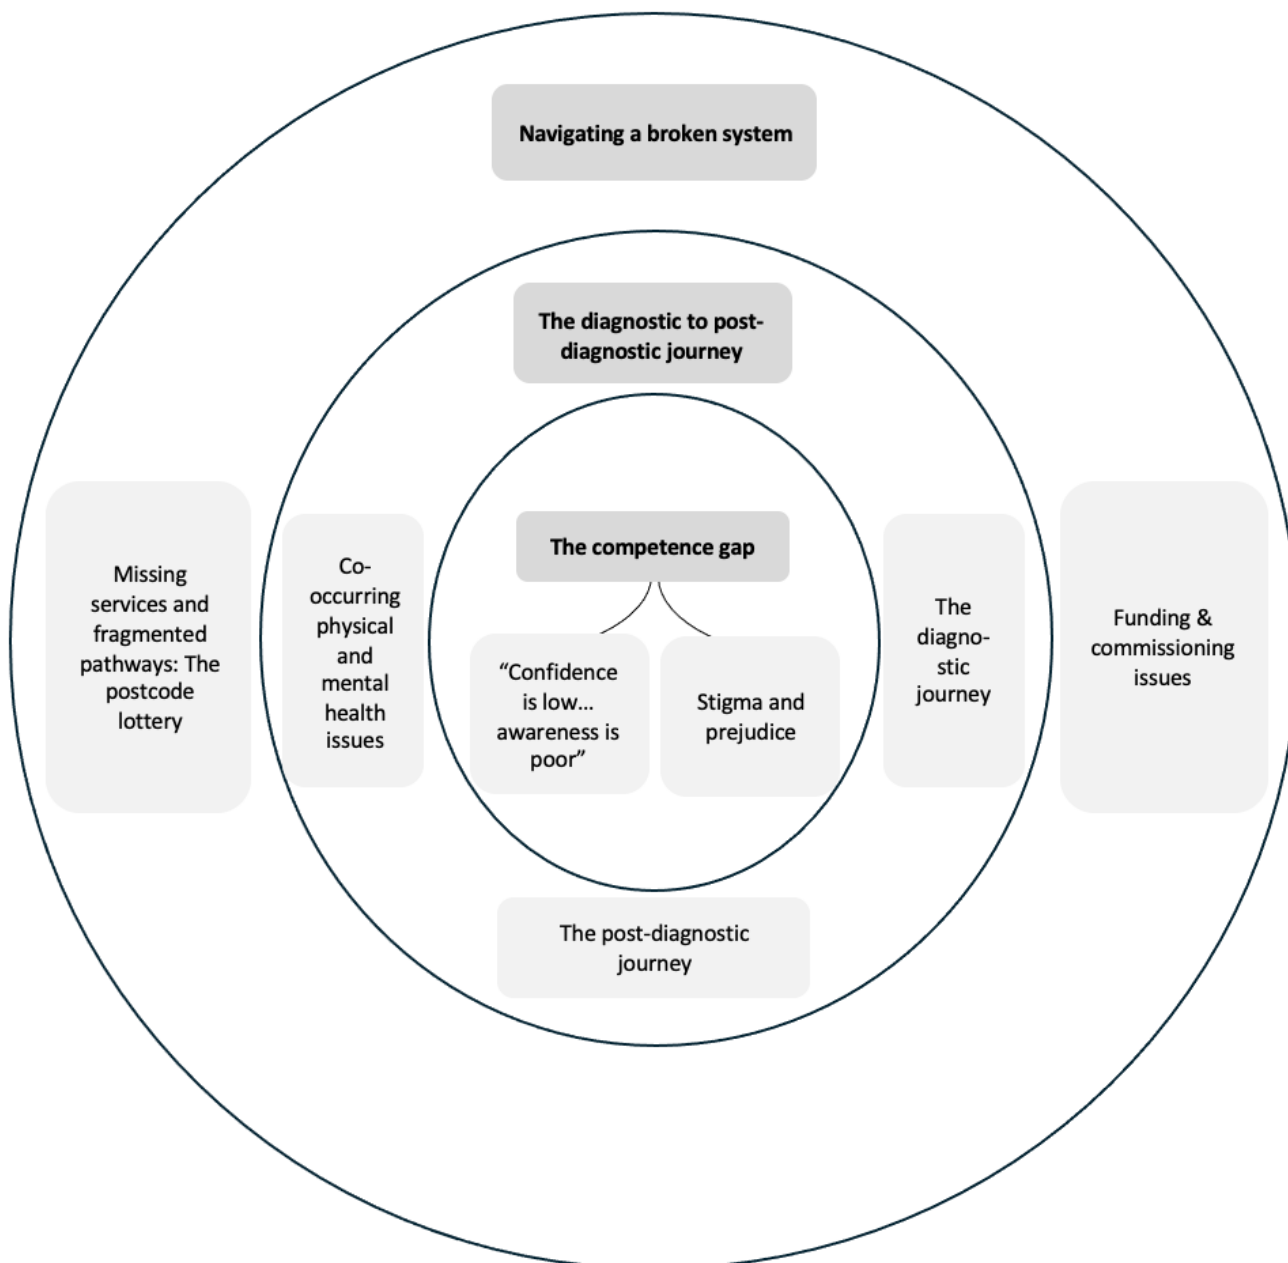 Navigating a broken system
The diagnostic to post-
diagnostic journey
The competence gap
“Confidence
is low...
awareness is
poor”
Stigma and
prejudice
Missing
services and
fragmented
pathways: The
postcode
lottery
Co-
occurring
physical
and
mental
health
issues
The
diagno-
stic
journey
Funding &
commissioning
issues
The post-diagnostic
journey